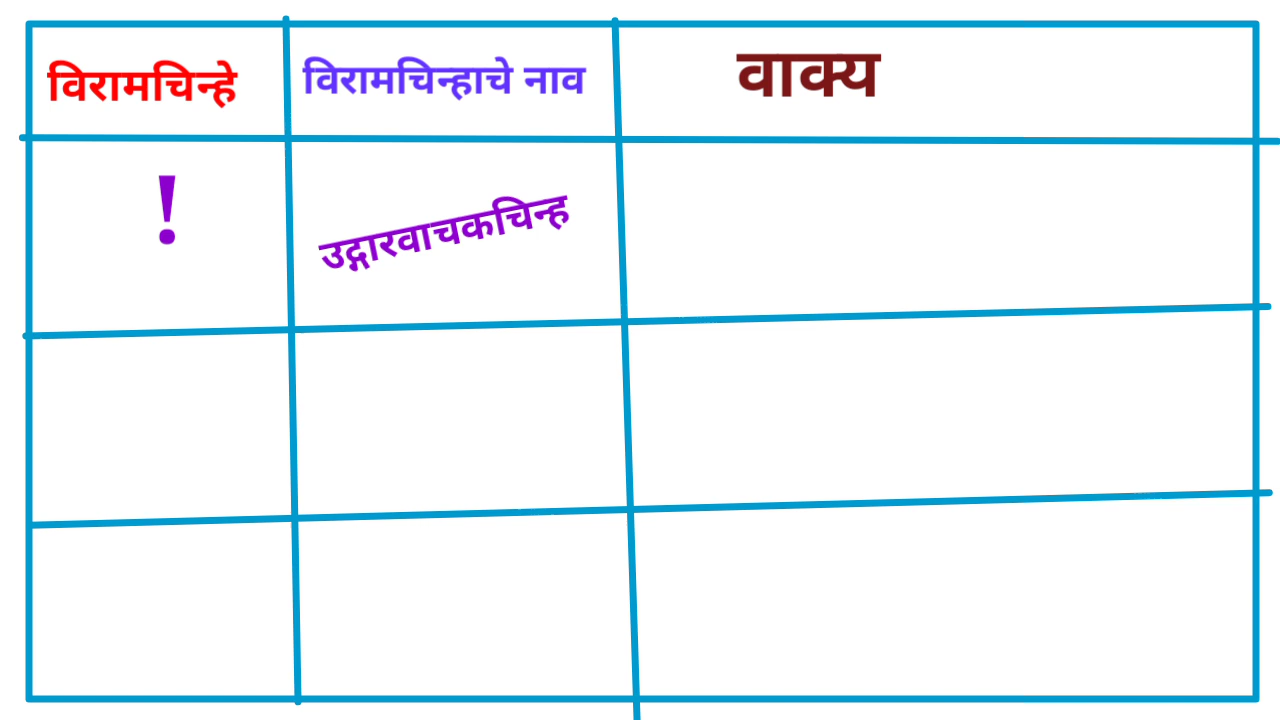 विरामचिन्हे विरामचिन्हाचे नाव वाक्य
! उद्गारवाचकचिन्ह